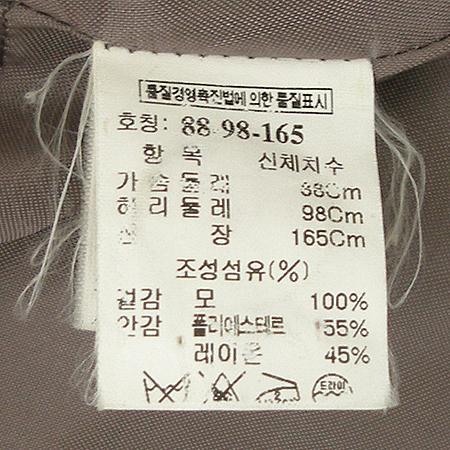 품질경영촉진법에 의한 품질표시
호칭: 88-98-165
항 목 신체치수
가슴둘레 88Cm
허리둘레 98Cm
신 장 165Cm
조성섬유(%)
겉감 모 100%
안감 폴리에스테르 55%
레이온 45%
드라이